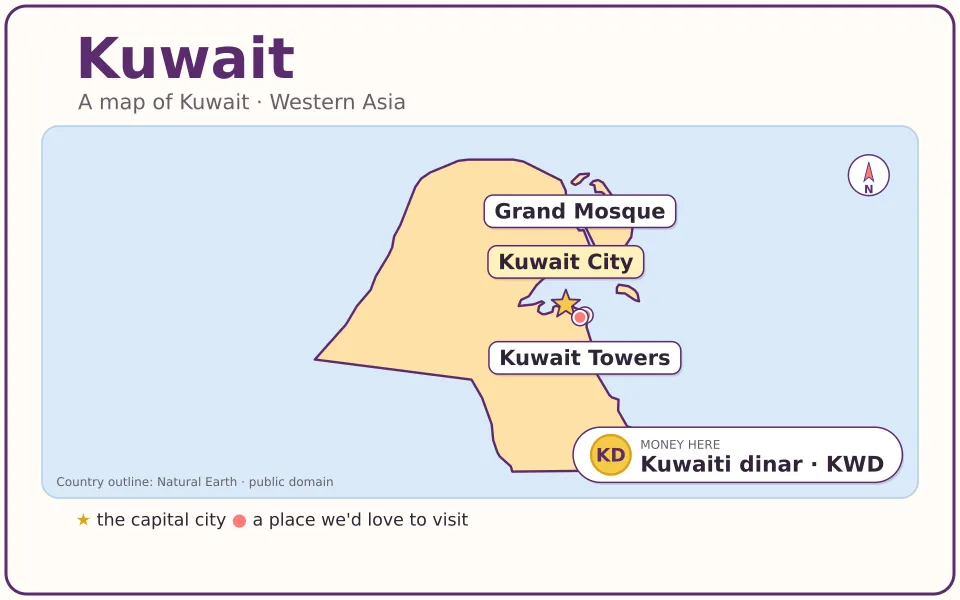 Kuwait
A map of Kuwait · Western Asia
N
Grand Mosque
Kuwait City
Kuwait Towers
KD
MONEY HERE
Kuwaiti dinar · KWD
Country outline: Natural Earth · public domain
the capital city
a place we'd love to visit